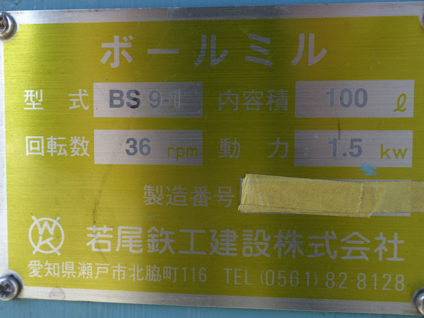 ボールミル
型式 BS 9-1 内容積 100 ℓ
回転数 36 rpm 動力 1.5 kw
製造番号
WK 若尾鉄工建設株式会社
愛知県瀬戸市北脇町116 TEL (0561) 82-8128